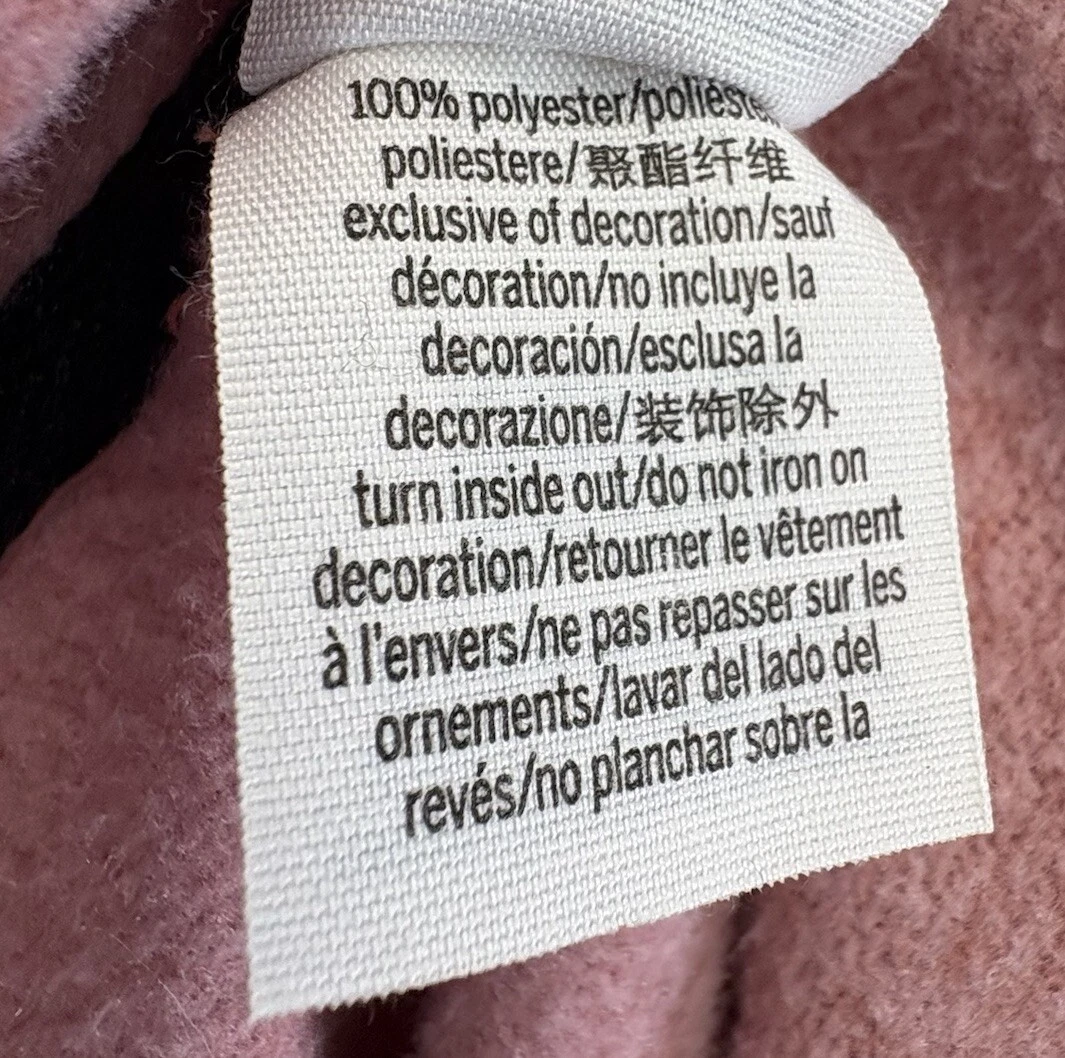 100% polyester/poliéste
poliestere/聚酯纤维
exclusive of decoration/sauf
décoration/no incluye la
decoración/esclusa la
decorazione/装饰除外
turn inside out/do not iron on
decoration/retourner le vêtement
à l'envers/ne pas repasser sur les
ornements/lavar del lado del
revés/no planchar sobre la